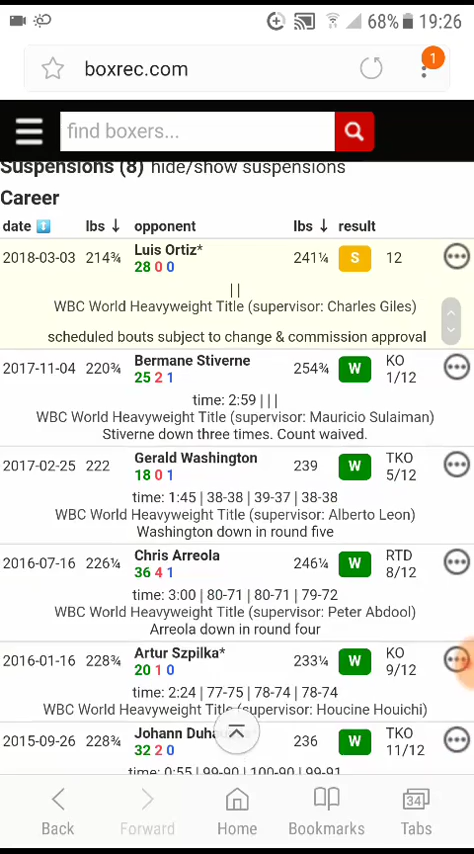 68% 19:26
boxrec.com
1
find boxers...
Suspensions (8) hide/show suspensions
Career
date lbs ↓ opponent lbs ↓ result
2018-03-03 214¾ Luis Ortiz* 241¼ S 12
28 0 0
| |
WBC World Heavyweight Title (supervisor: Charles Giles)
scheduled bouts subject to change & commission approval
2017-11-04 220¾ Bermane Stiverne 254¾ W KO
25 2 1 1/12
time: 2:59 | | |
WBC World Heavyweight Title (supervisor: Mauricio Sulaiman)
Stiverne down three times. Count waived.
2017-02-25 222 Gerald Washington 239 W TKO
18 0 1 5/12
time: 1:45 | 38-38 | 39-37 | 38-38
WBC World Heavyweight Title (supervisor: Alberto Leon)
Washington down in round five
2016-07-16 226¼ Chris Arreola 246¼ W RTD
36 4 1 8/12
time: 3:00 | 80-71 | 80-71 | 79-72
WBC World Heavyweight Title (supervisor: Peter Abdool)
Arreola down in round four
2016-01-16 228¾ Artur Szpilka* 233¼ W KO
20 1 0 9/12
time: 2:24 | 77-75 | 78-74 | 78-74
WBC World Heavyweight Title (supervisor: Houcine Houichi)
2015-09-26 228¾ Johann 236 W TKO
32 2 0 11/12
time: 0:55 | 99-90 | 100-90 | 99-91
34
Back Forward Home Bookmarks Tabs